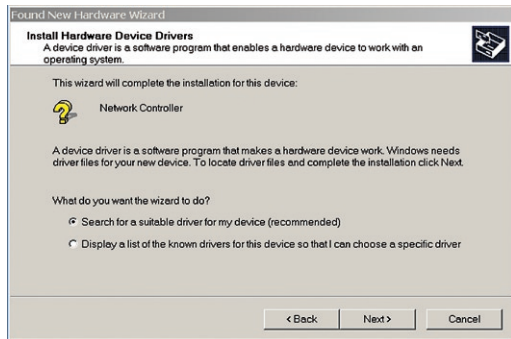 Found New Hardware Wizard
Install Hardware Device Drivers
A device driver is a software program that enables a hardware device to work with an
operating system.
This wizard will complete the installation for this device:
Network Controller
A device driver is a software program that makes a hardware device work. Windows needs
driver files for your new device. To locate driver files and complete the installation click Next.
What do you want the wizard to do?
Search for a suitable driver for my device (recommended)
Display a list of the known drivers for this device so that I can choose a specific driver
< Back Next > Cancel